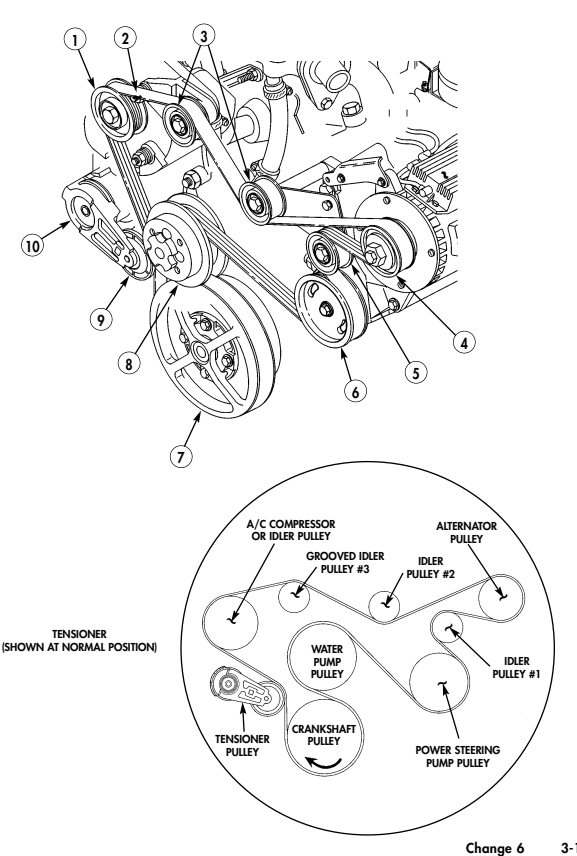 1
2
3
10
9
8
7
6
5
4
A/C COMPRESSOR
OR IDLER PULLEY
GROOVED IDLER
PULLEY #3
IDLER
PULLEY #2
ALTERNATOR
PULLEY
TENSIONER
(SHOWN AT NORMAL POSITION)
WATER
PUMP
PULLEY
IDLER
PULLEY #1
TENSIONER
PULLEY
CRANKSHAFT
PULLEY
POWER STEERING
PUMP PULLEY
Change 6 3-1